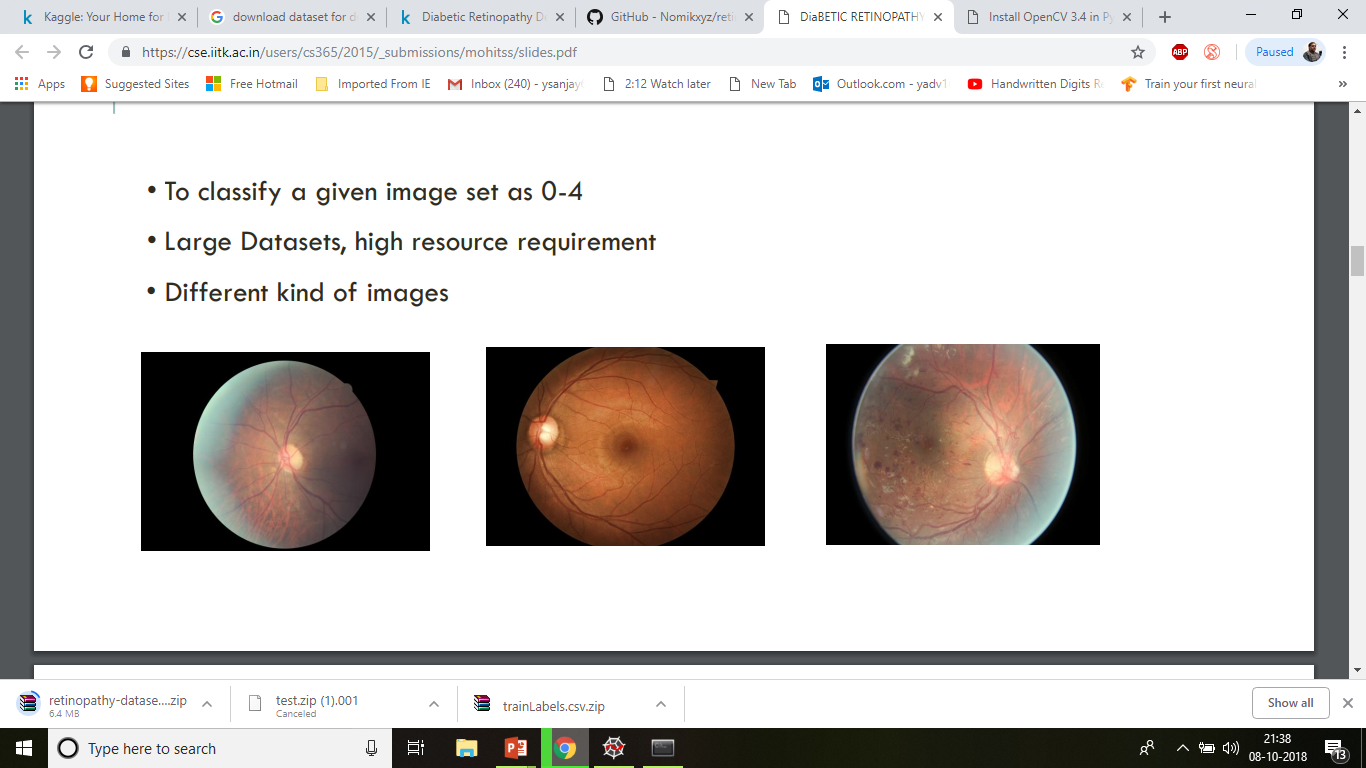 Kaggle: Your Home for
download dataset for d
Diabetic Retinopathy D
GitHub - Nomikxyz/reti
DiaBETIC RETINOPATHY
Install OpenCV 3.4 in Py
https://cse.iitk.ac.in/users/cs365/2015/_submissions/mohitss/slides.pdf
ABP
Paused
Apps
Suggested Sites
Free Hotmail
Imported From IE
Inbox (240) - ysanjay
2:12 Watch later
New Tab
Outlook.com - yadv1
Handwritten Digits Re
Train your first neural
»
• To classify a given image set as 0-4
• Large Datasets, high resource requirement
• Different kind of images
retinopathy-datase....zip
6.4 MB
test.zip (1).001
Canceled
trainLabels.csv.zip
Show all
Type here to search
21:38
08-10-2018
13